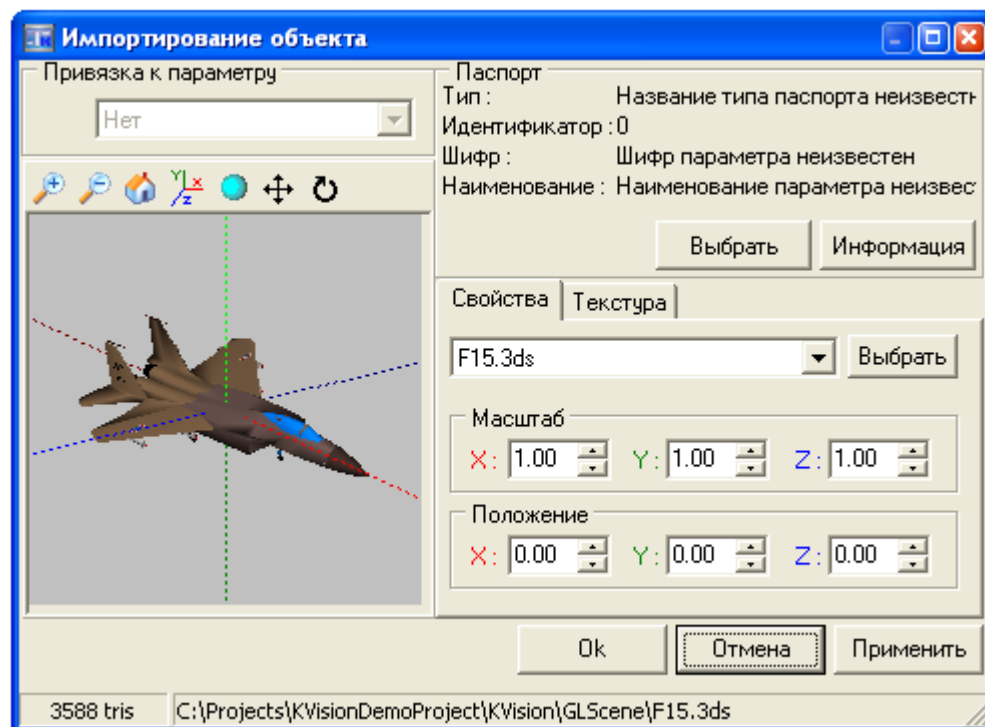 Импортирование объекта
Привязка к параметру
Нет
Паспорт
Тип : Название типа паспорта
Идентификатор : 0
Шифр : Шифр параметра неизвестен
Наименование : Наименование параметра
Выбрать Информация
Y X Z
Свойства Текстура
F15.3ds Выбрать
Масштаб
X : 1.00 Y : 1.00 Z : 1.00
Положение
X : 0.00 Y : 0.00 Z : 0.00
Ok Отмена Применить
3588 tris C:\Projects\KVisionDemoProject\KVision\GLScene\F15.3ds